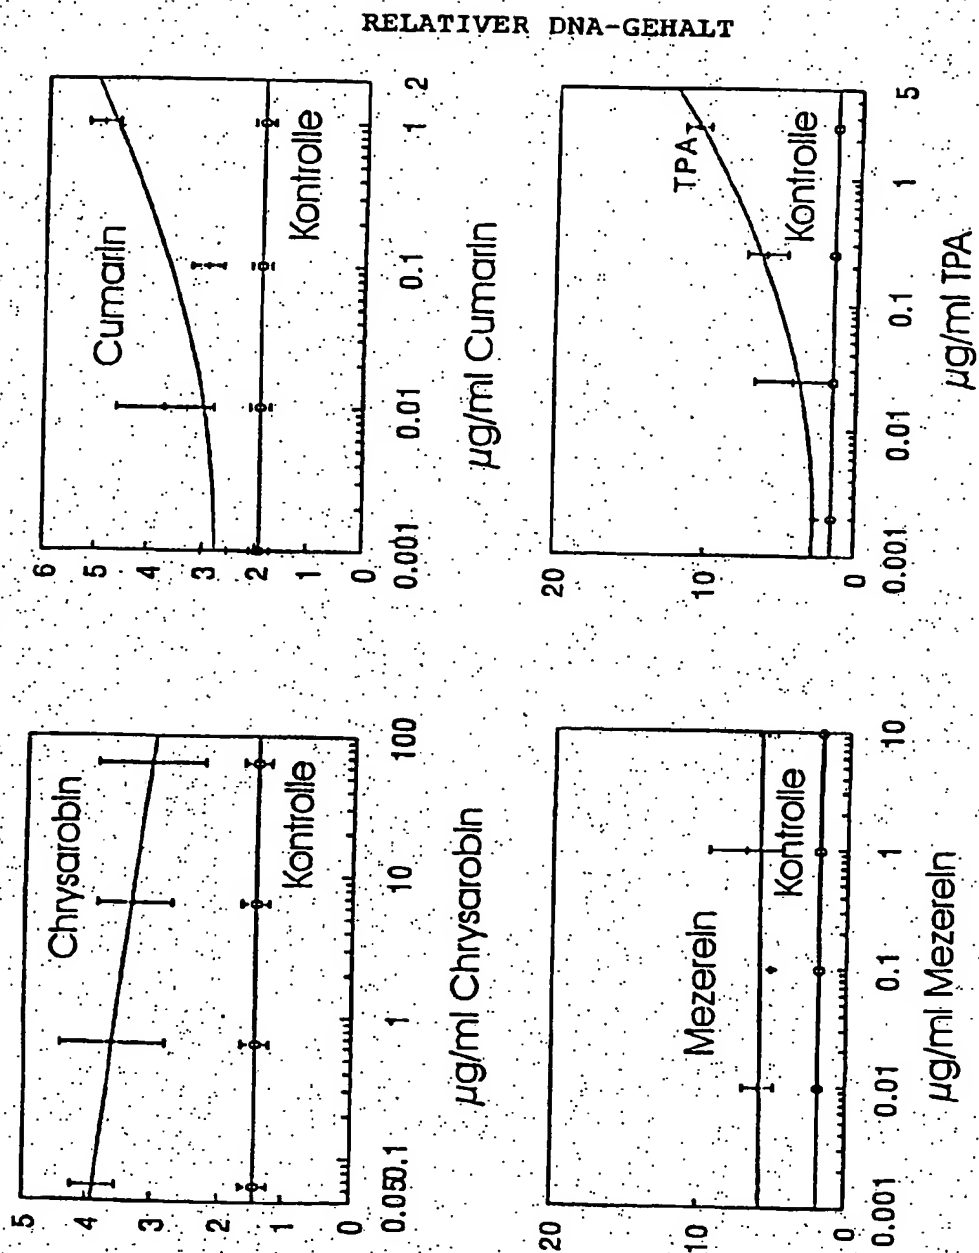 RELATIVER DNA-GEHALT
5
4
3
2
1
0
Chrysarobin
Kontrolle
0.05 0.1 1 10 100
µg/ml Chrysarobin
6
5
4
3
2
1
0
Cumarin
Kontrolle
0.001 0.01 0.1 1 2
µg/ml Cumarin
20
10
0
Mezerein
Kontrolle
0.001 0.01 0.1 1 10
µg/ml Mezerein
20
10
0
TPA
Kontrolle
0.001 0.01 0.1 1 5
µg/ml TPA